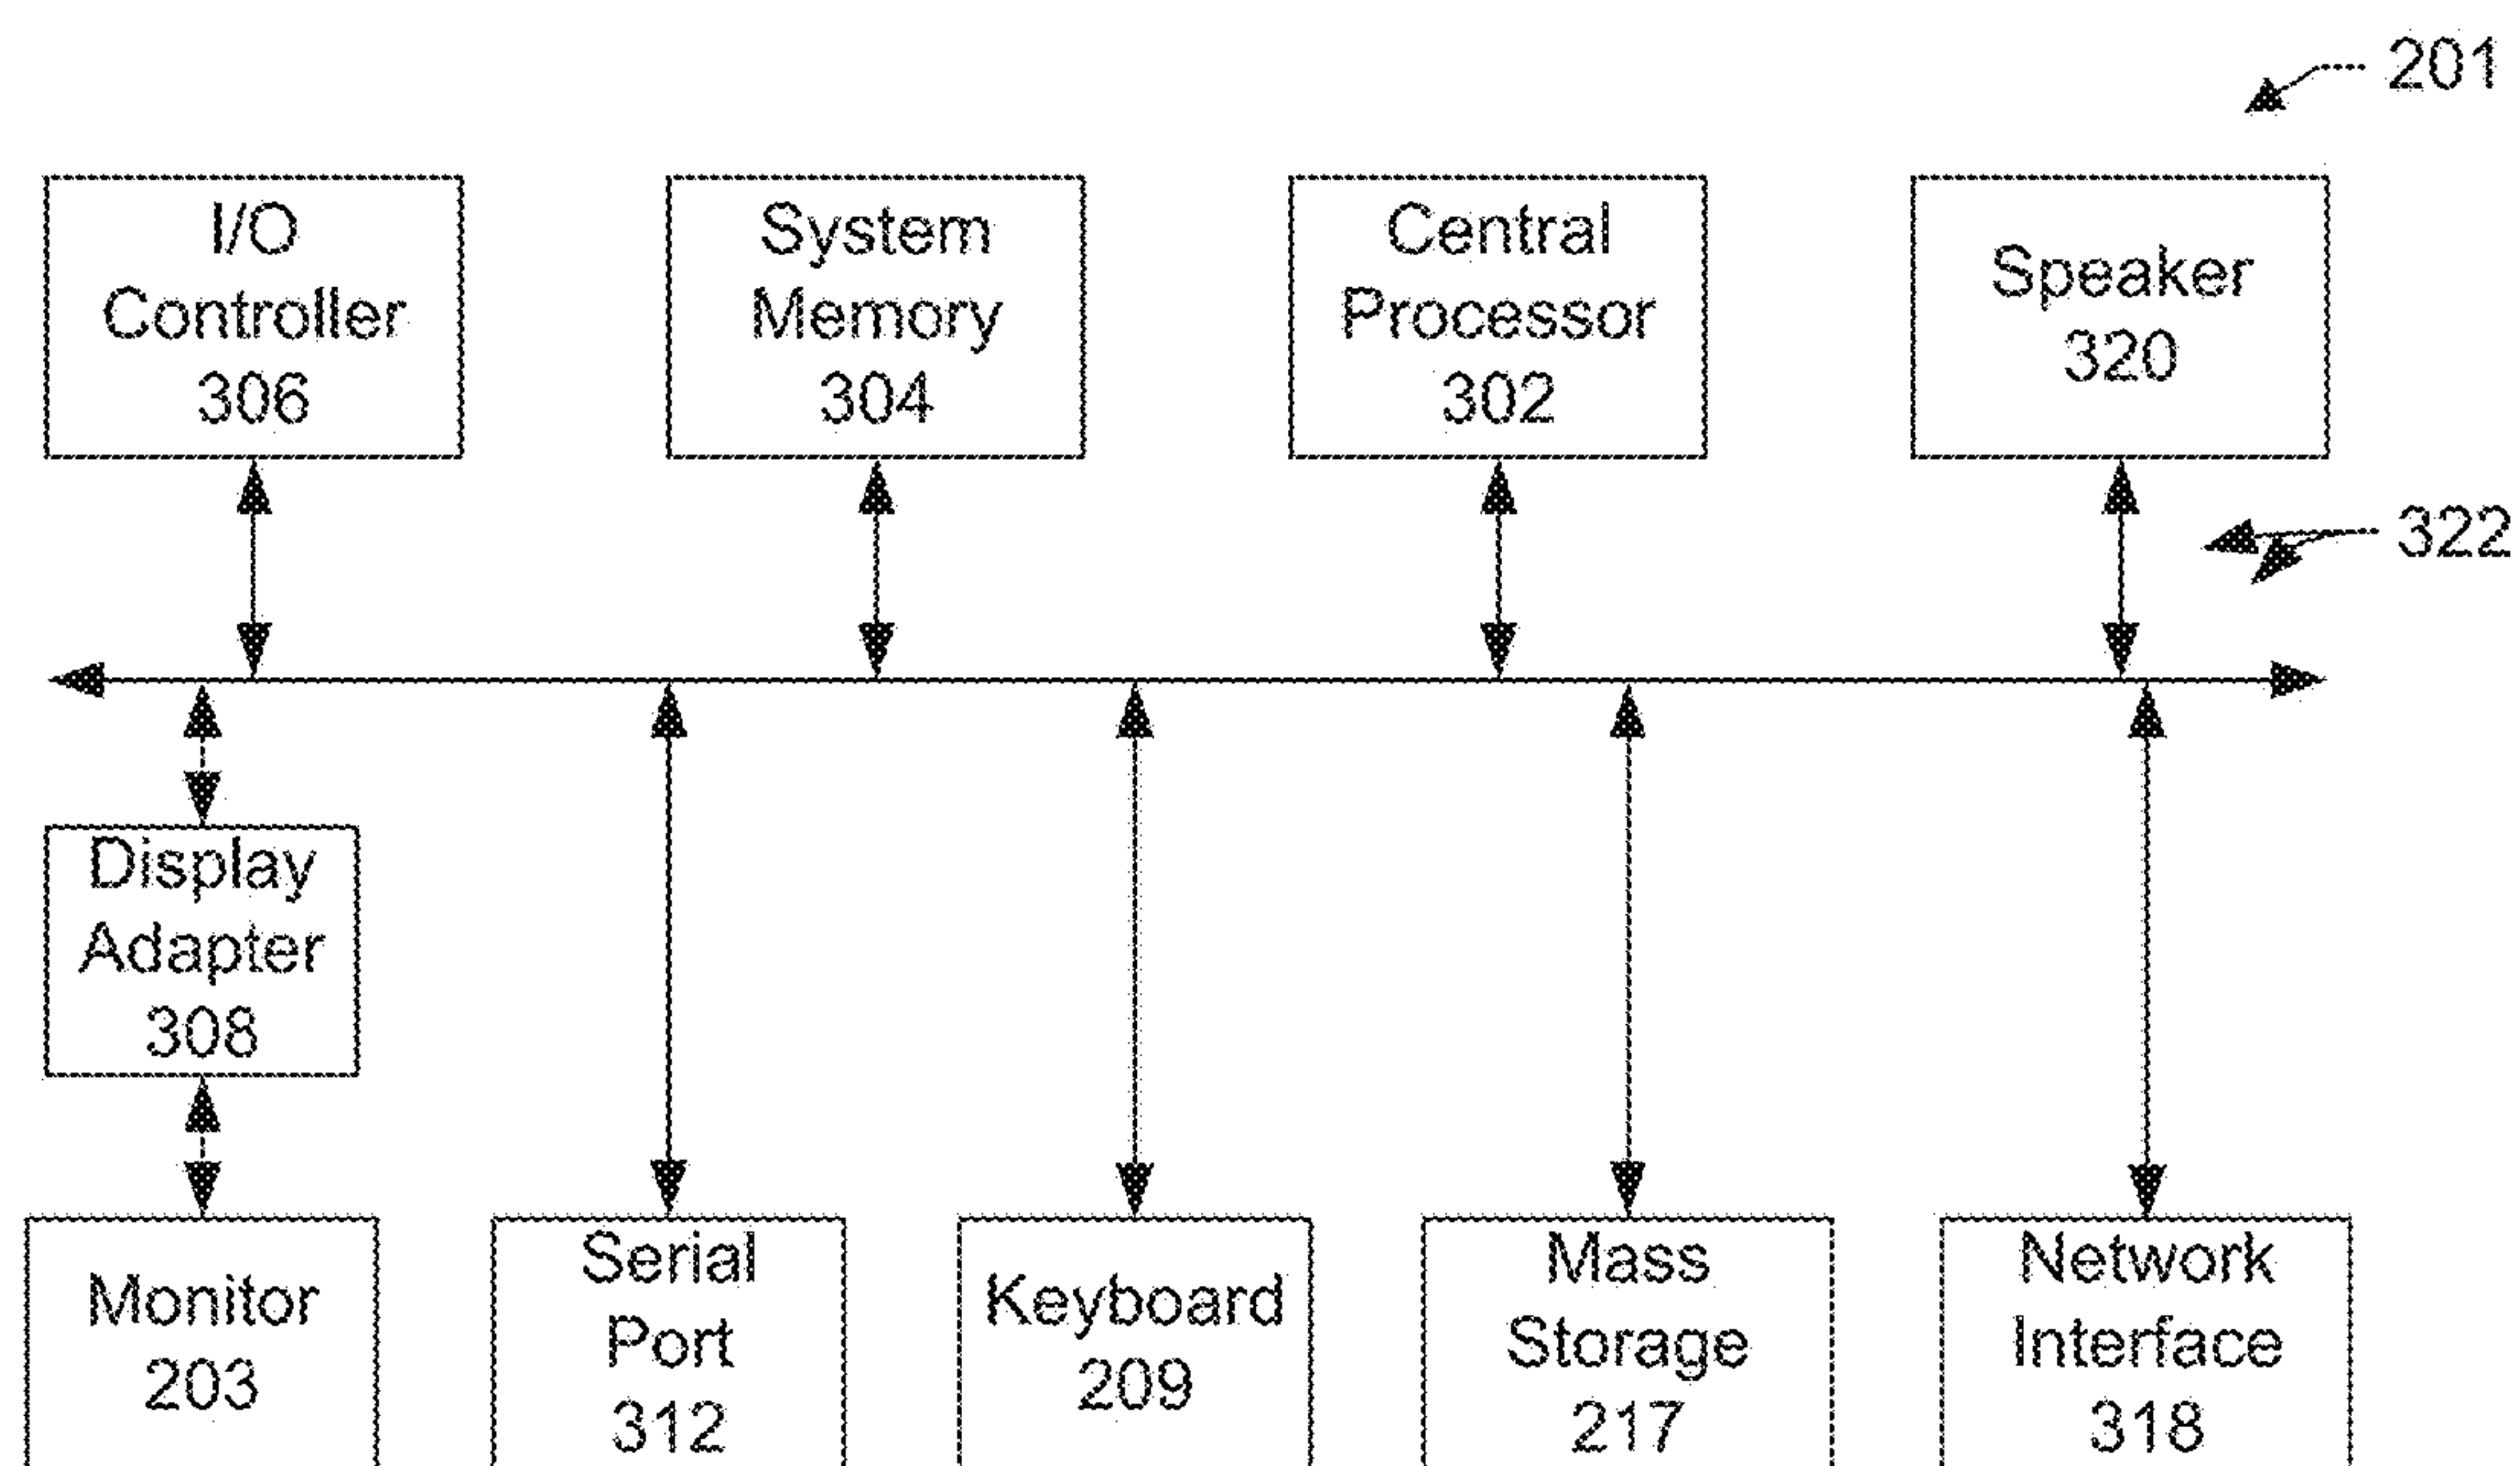 201
I/O
Controller
306
System
Memory
304
Central
Processor
302
Speaker
320
322
Display
Adapter
308
Monitor
203
Serial
Port
312
Keyboard
209
Mass
Storage
217
Network
Interface
318